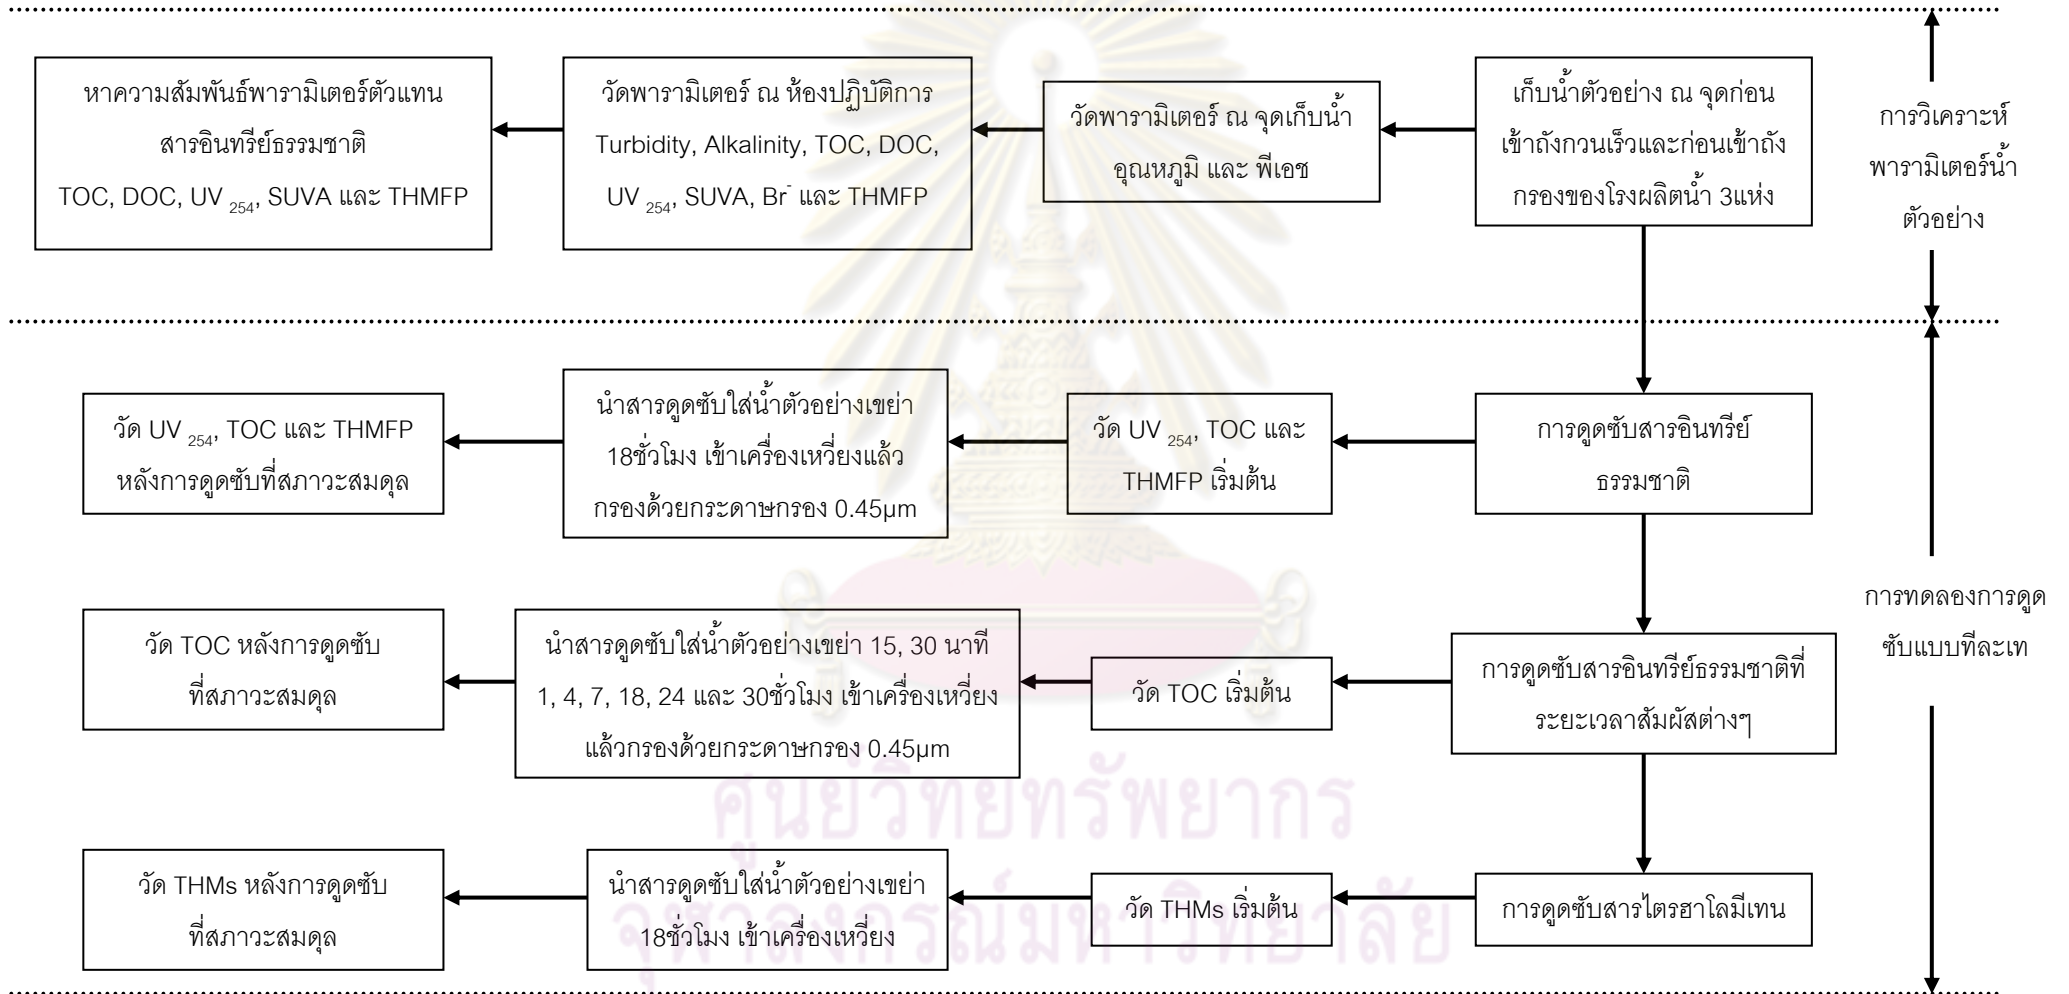 หาความสัมพันธ์พารามิเตอร์ตัวแทน
สารอินทรีย์ธรรมชาติ
TOC, DOC, UV 254, SUVA และ THMFP
วัดพารามิเตอร์ ณ ห้องปฏิบัติการ
Turbidity, Alkalinity, TOC, DOC,
UV 254, SUVA, Br- และ THMFP
วัดพารามิเตอร์ ณ จุดเก็บน้ำ
อุณหภูมิ และ พีเอช
เก็บน้ำตัวอย่าง ณ จุดก่อน
เข้าถังกวนเร็วและก่อนเข้าถัง
กรองของโรงผลิตน้ำ 3แห่ง
การวิเคราะห์
พารามิเตอร์น้ำ
ตัวอย่าง
วัด UV 254, TOC และ THMFP
หลังการดูดซับที่สภาวะสมดุล
นำสารดูดซับใส่น้ำตัวอย่างเขย่า
18ชั่วโมง เข้าเครื่องเหวี่ยงแล้ว
กรองด้วยกระดาษกรอง 0.45µm
วัด UV 254, TOC และ
THMFP เริ่มต้น
การดูดซับสารอินทรีย์
ธรรมชาติ
วัด TOC หลังการดูดซับ
ที่สภาวะสมดุล
นำสารดูดซับใส่น้ำตัวอย่างเขย่า 15, 30 นาที
1, 4, 7, 18, 24 และ 30ชั่วโมง เข้าเครื่องเหวี่ยง
แล้วกรองด้วยกระดาษกรอง 0.45µm
วัด TOC เริ่มต้น
การดูดซับสารอินทรีย์ธรรมชาติที่
ระยะเวลาสัมผัสต่างๆ
การทดลองการดูด
ซับแบบทีละเท
วัด THMs หลังการดูดซับ
ที่สภาวะสมดุล
นำสารดูดซับใส่น้ำตัวอย่างเขย่า
18ชั่วโมง เข้าเครื่องเหวี่ยง
วัด THMs เริ่มต้น
การดูดซับสารไตรฮาโลมีเทน
ศูนย์วิทยทรัพยากร
จุฬาลงกรณ์มหาวิทยาลัย